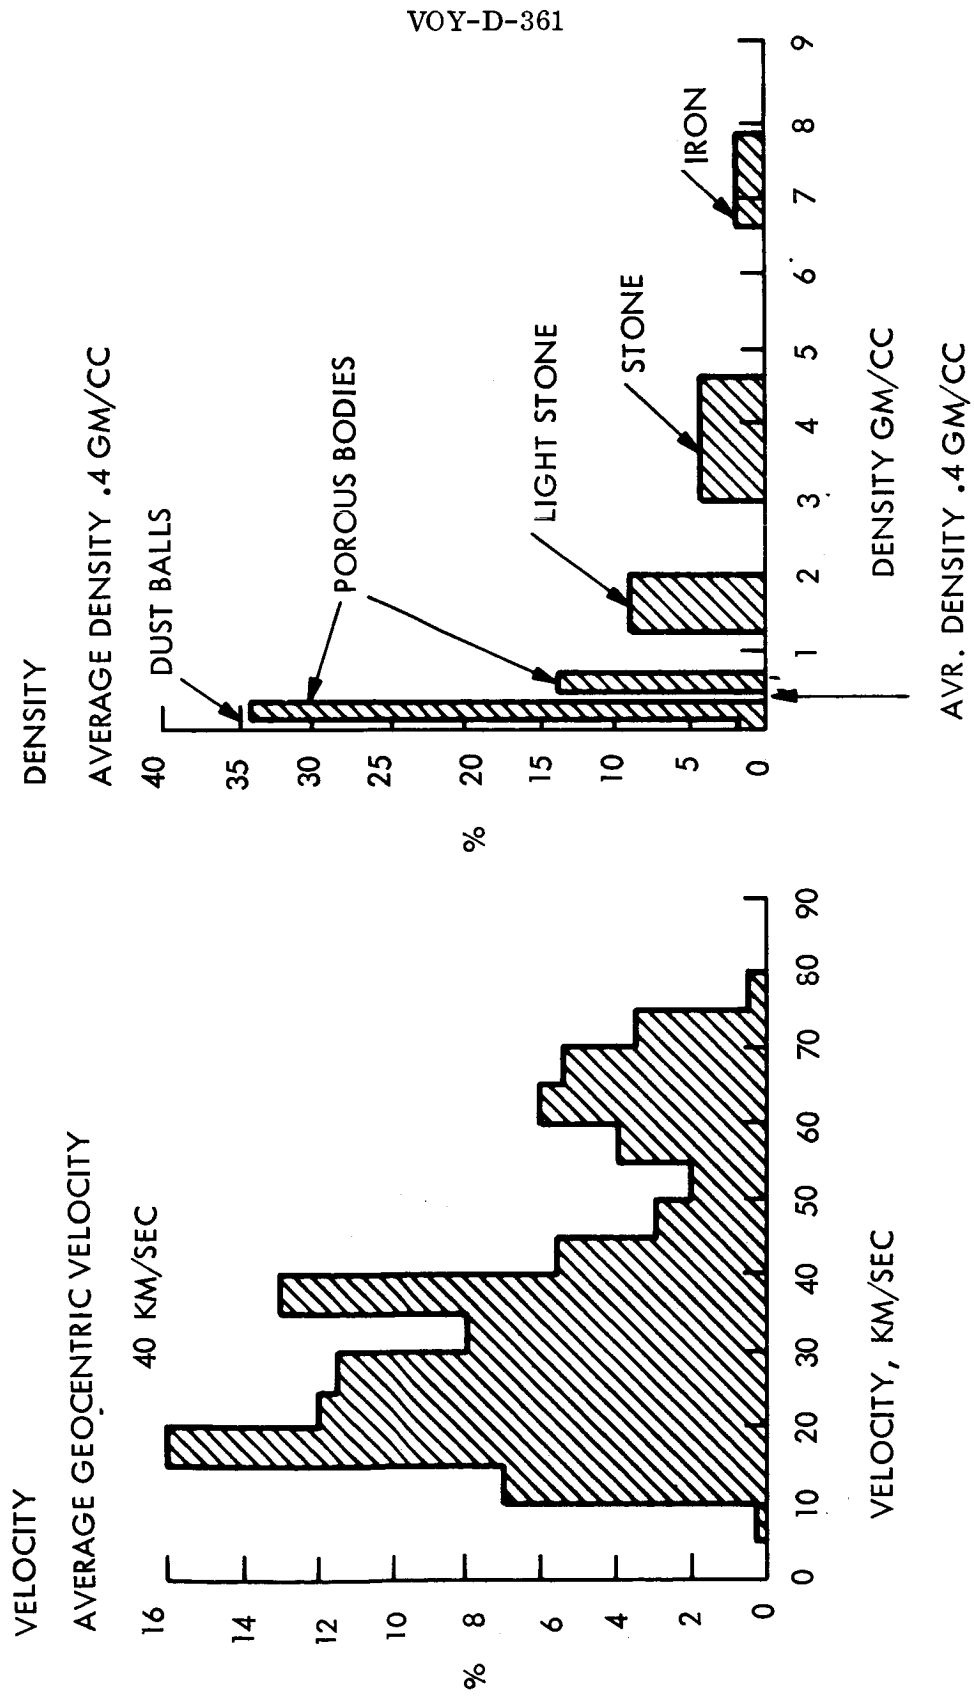 VOY-D-361
VELOCITY
AVERAGE GEOCENTRIC VELOCITY
40 KM/SEC
16
14
12
10
8
6
4
2
0
%
0
10
20
30
40
50
60
70
80
90
VELOCITY, KM/SEC
DENSITY
AVERAGE DENSITY .4 GM/CC
DUST BALLS
POROUS BODIES
LIGHT STONE
STONE
IRON
40
35
30
25
20
15
10
5
0
%
1
2
3
4
5
6
7
8
9
DENSITY GM/CC
AVR. DENSITY .4 GM/CC